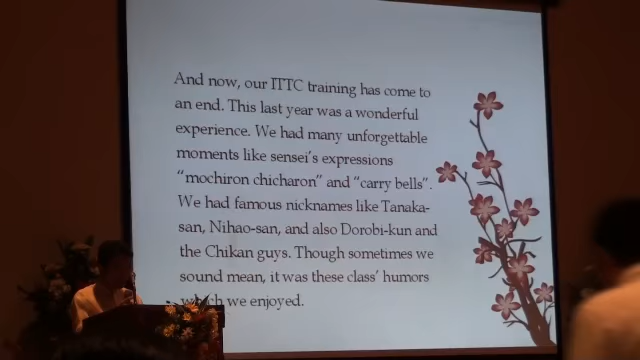 And now, our ITTC training has come to
an end. This last year was a wonderful
experience. We had many unforgettable
moments like sensei's expressions
"mochiron chicharon" and "carry bells".
We had famous nicknames like Tanaka-
san, Nihao-san, and also Dorobi-kun and
the Chikan guys. Though sometimes we
sound mean, it was these class' humors
which we enjoyed.